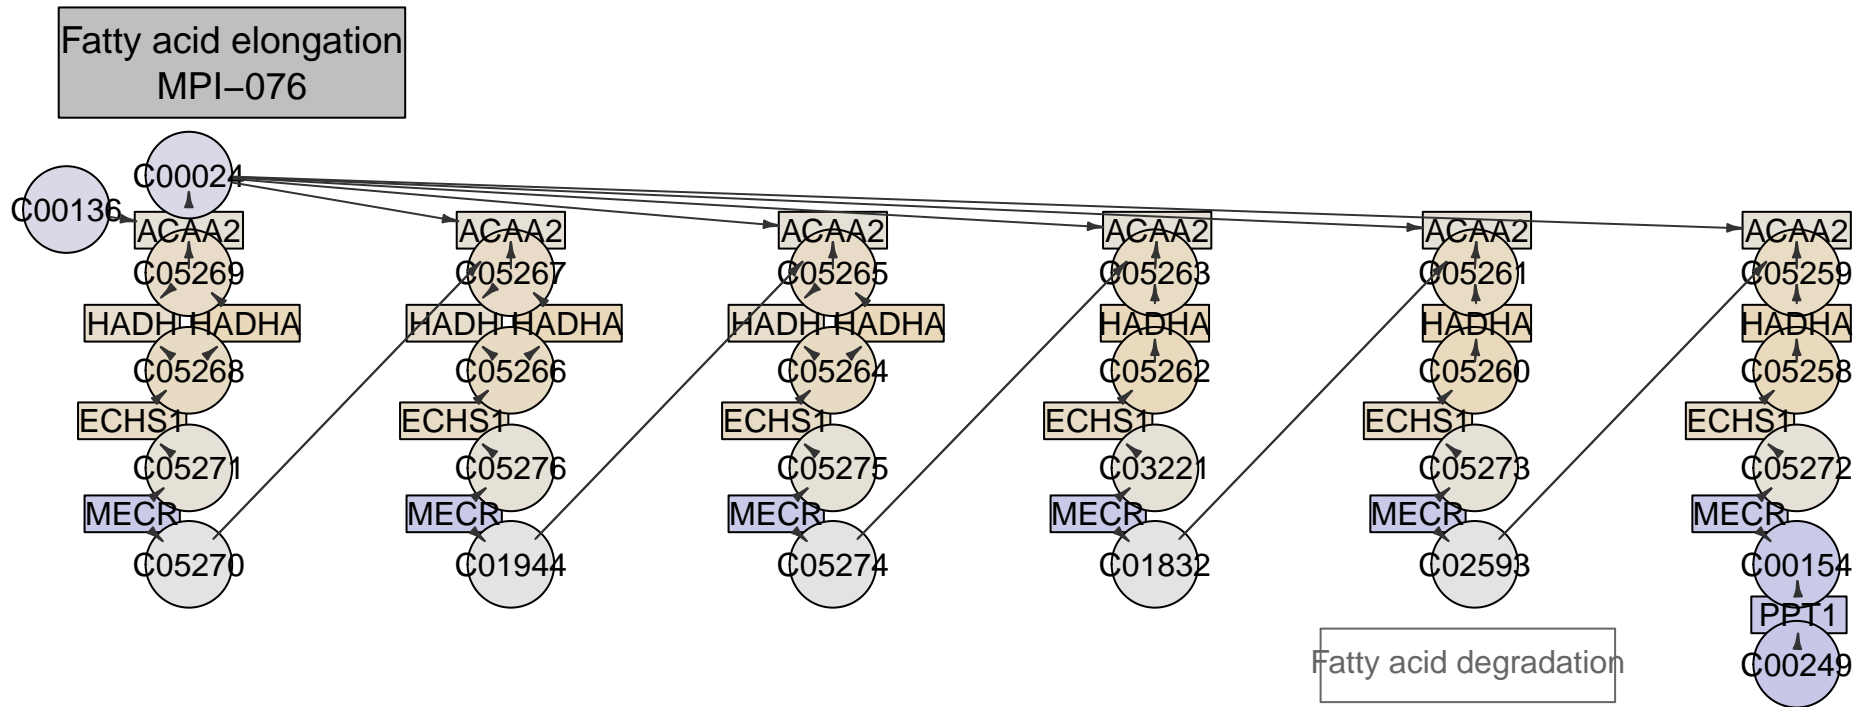 Fatty acid elongation
MPI−076
C00024
C00136
ACAA2 ACAA2 ACAA2 ACAA2 ACAA2 ACAA2
C05269 C05267 C05265 C05263 C05261 C05259
HADH HADHA HADH HADHA HADH HADHA HADHA HADHA HADHA
C05268 C05266 C05264 C05262 C05260 C05258
ECHS1 ECHS1 ECHS1 ECHS1 ECHS1 ECHS1
C05271 C05276 C05275 C03221 C05273 C05272
MECR MECR MECR MECR MECR MECR
C05270 C01944 C05274 C01832 C02593 C00154
PPT1
Fatty acid degradation C00249